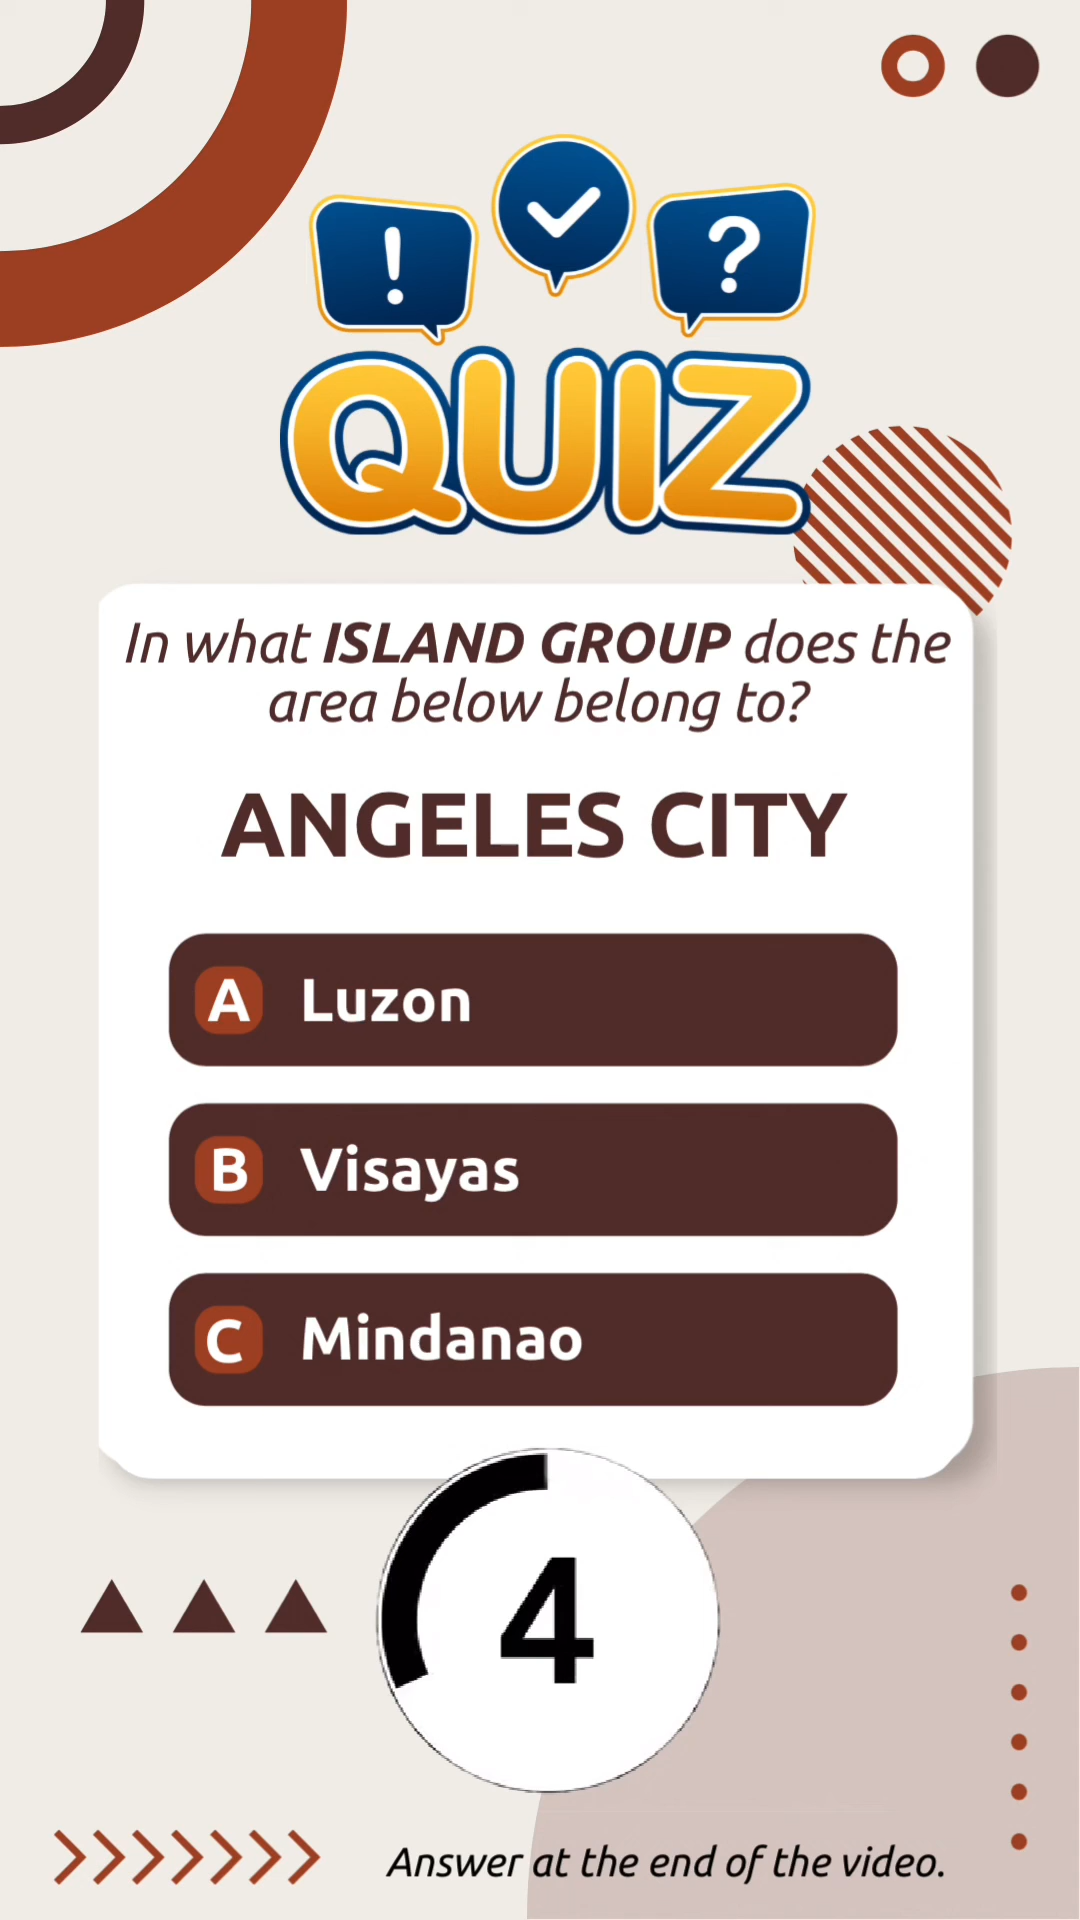 ! ?
QUIZ
In what ISLAND GROUP does the
area below belong to?
ANGELES CITY
A Luzon
B Visayas
C Mindanao
4
Answer at the end of the video.